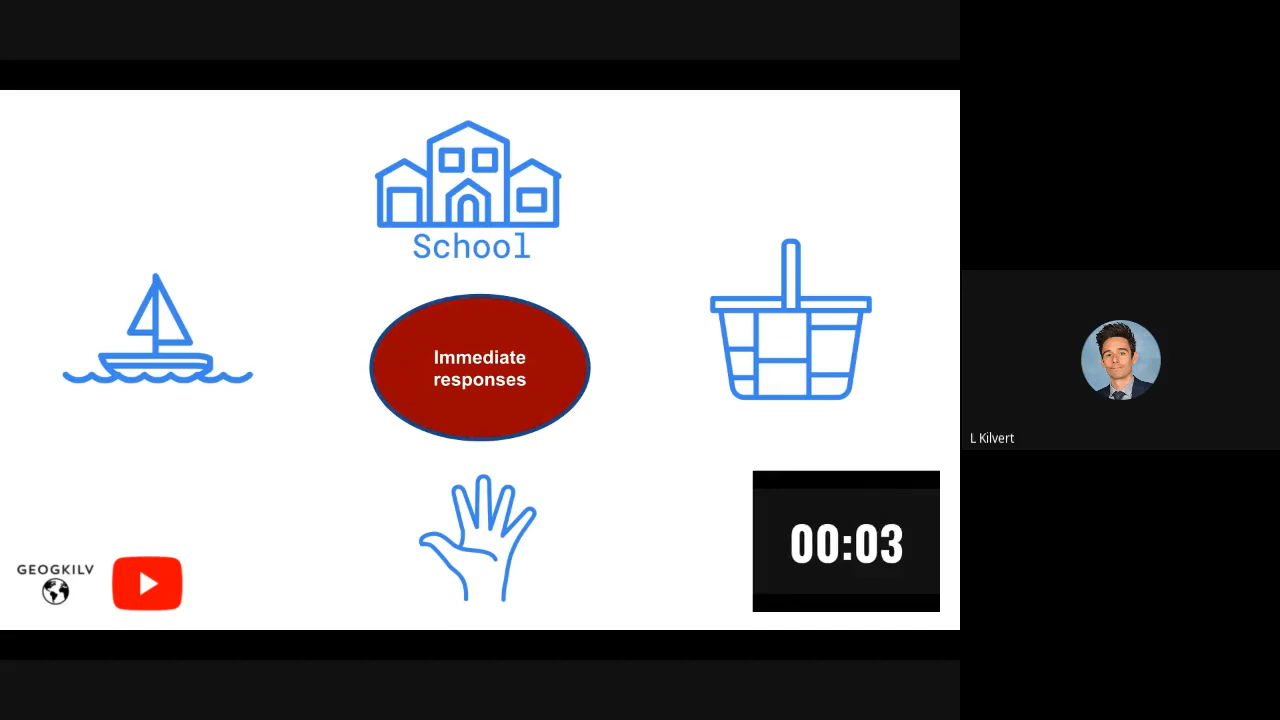 School
Immediate
responses
L Kilvert
00:03
GEOGKILV